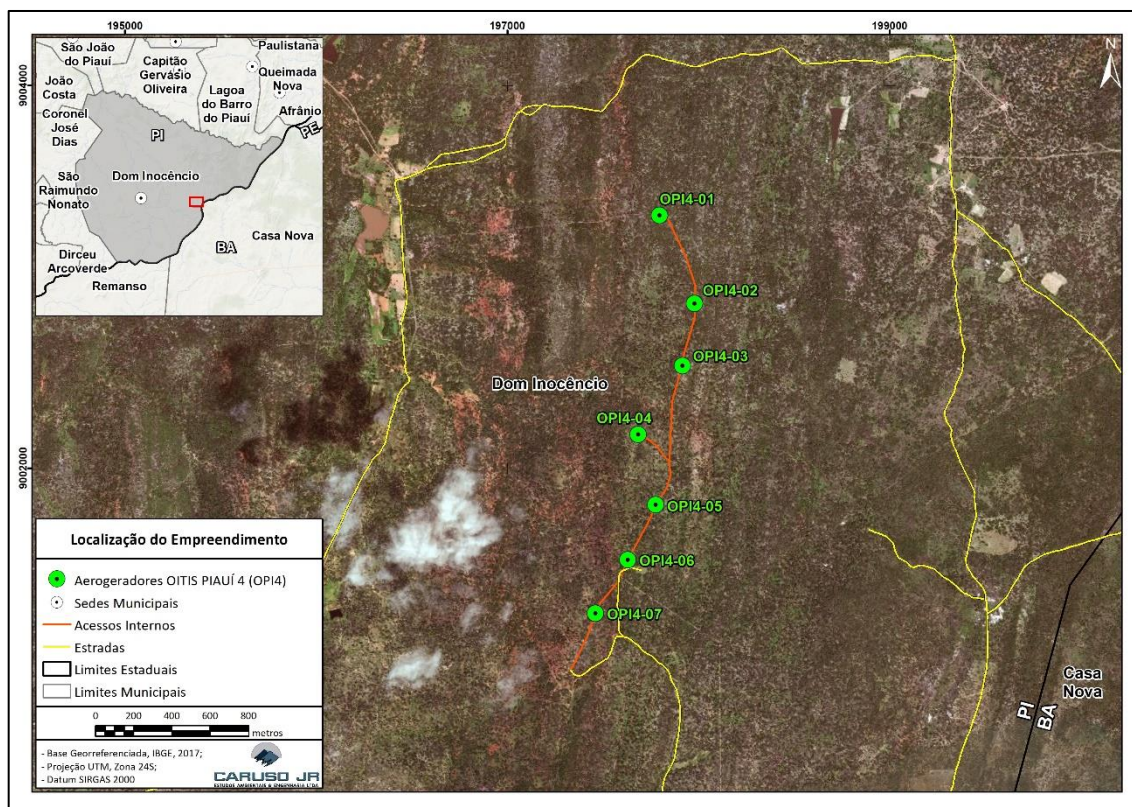 195000
197000
199000
N
9004000
9002000
São João
do Piauí
Capitão
Gervásio
Oliveira
Paulistana
Queimada
Nova
João
Costa
Lagoa
do Barro
do Piauí
Afrânio
Coronel
José
Dias
PI
PE
Dom Inocêncio
São
Raimundo
Nonato
BA
Casa Nova
Dirceu
Arcoverde
Remanso
OPI4-01
OPI4-02
OPI4-03
Dom Inocêncio
OPI4-04
OPI4-05
OPI4-06
OPI4-07
Casa
Nova
PI
BA
Localização do Empreendimento
Aerogeradores OITIS PIAUÍ 4 (OPI4)
Sedes Municipais
Acessos Internos
Estradas
Limites Estaduais
Limites Municipais
0 200 400 600 800
metros
- Base Georreferenciada, IBGE, 2017;
- Projeção UTM, Zona 24S;
- Datum SIRGAS 2000
CARUSO JR
ESTUDOS AMBIENTAIS & ENGENHARIA LTDA